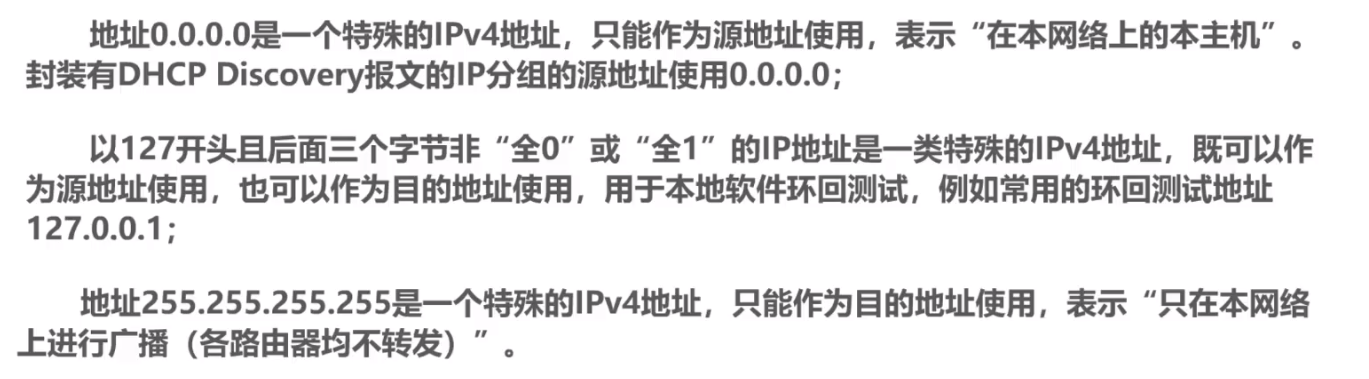 地址0.0.0.0是一个特殊的IPv4地址，只能作为源地址使用，表示“在本网络上的本主机”。
封装有DHCP Discovery报文的IP分组的源地址使用0.0.0.0；
以127开头且后面三个字节非“全0”或“全1”的IP地址是一类特殊的IPv4地址，既可以作
为源地址使用，也可以作为目的地址使用，用于本地软件环回测试，例如常用的环回测试地址
127.0.0.1；
地址255.255.255.255是一个特殊的IPv4地址，只能作为目的地址使用，表示“只在本网络
上进行广播（各路由器均不转发）”。